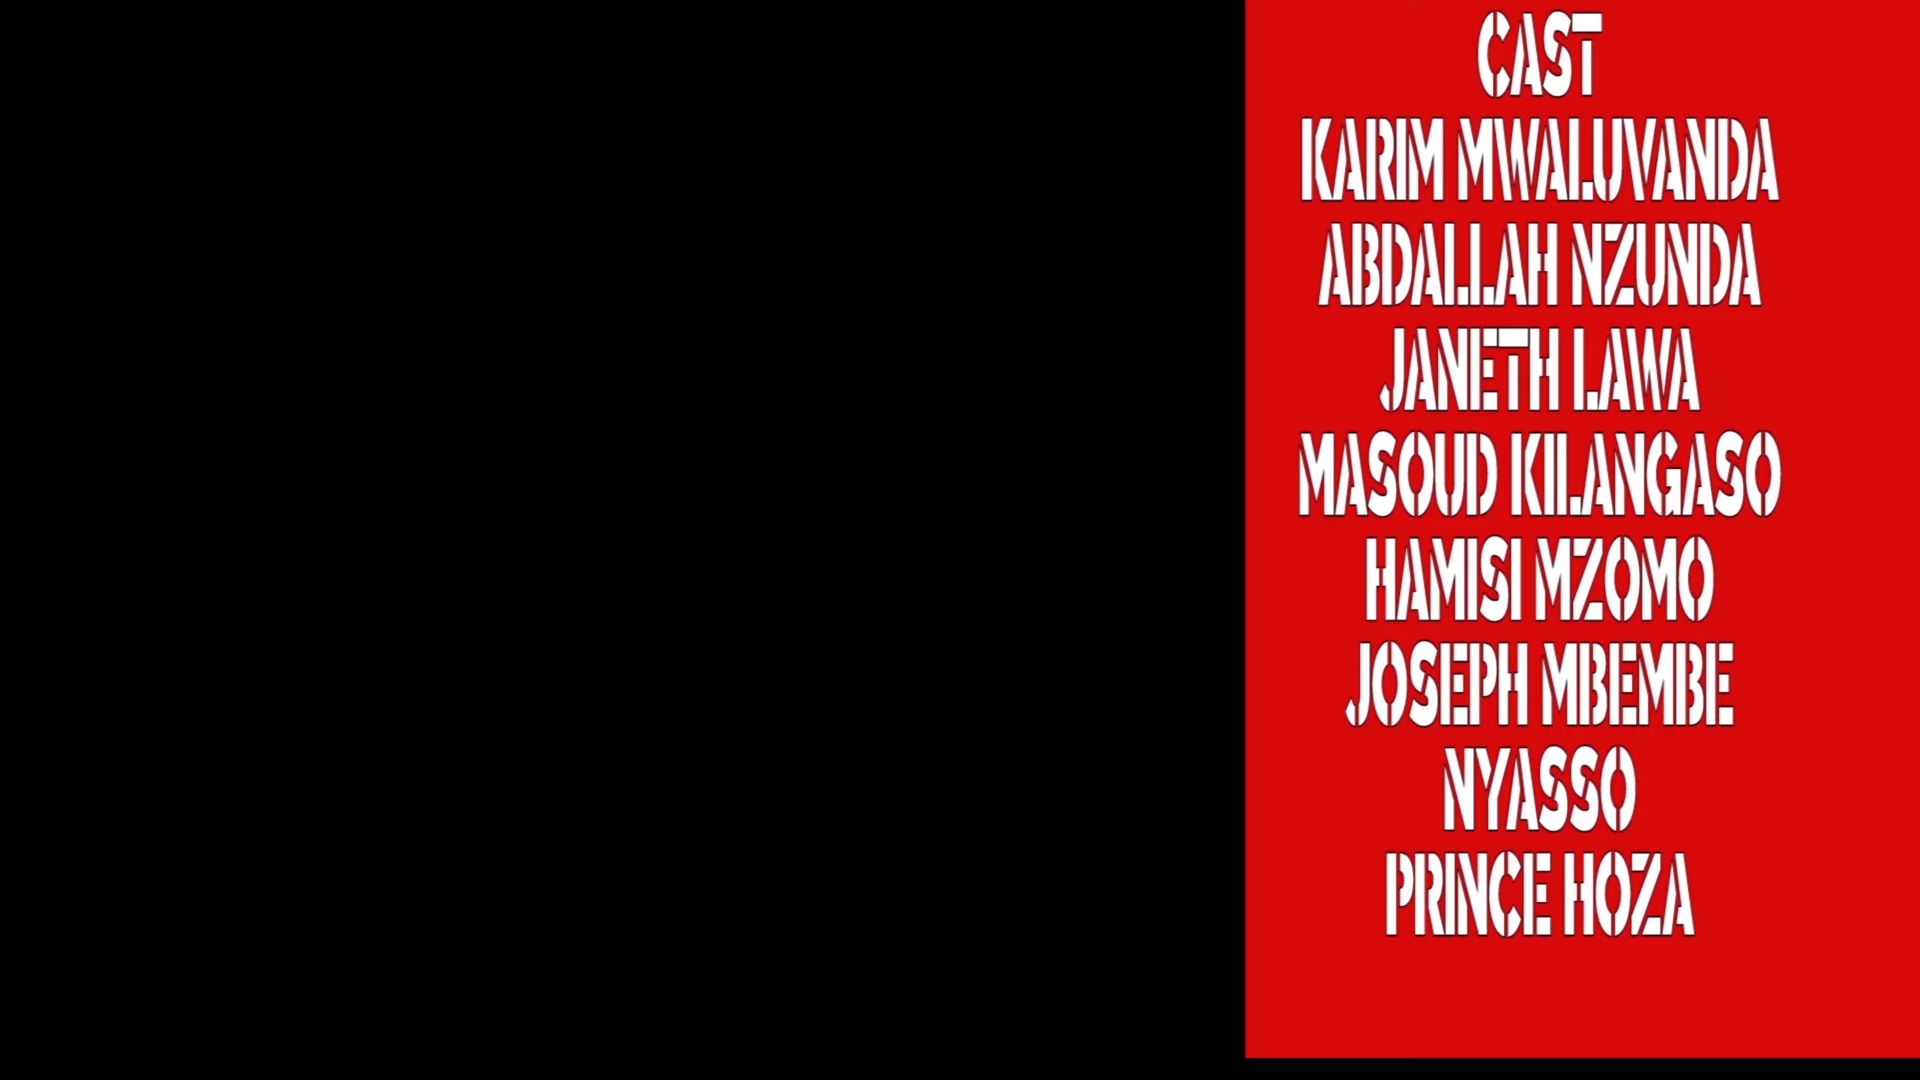 CAST
KARIM MWALUVANDA
ABDALLAH NZUNDA
JANETH LAWA
MASOUD KILANGASO
HAMISI MZOMO
JOSEPH MBEMBE
NYASSO
PRINCE HOZA